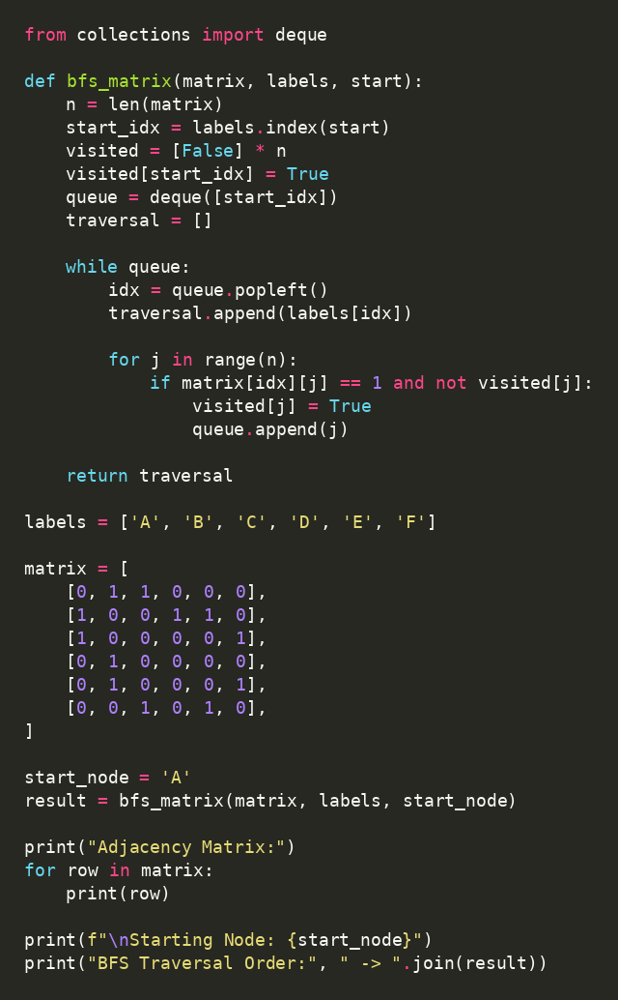 from collections import deque

def bfs_matrix(matrix, labels, start):
    n = len(matrix)
    start_idx = labels.index(start)
    visited = [False] * n
    visited[start_idx] = True
    queue = deque([start_idx])
    traversal = []

    while queue:
        idx = queue.popleft()
        traversal.append(labels[idx])

        for j in range(n):
            if matrix[idx][j] == 1 and not visited[j]:
                visited[j] = True
                queue.append(j)

    return traversal

labels = ['A', 'B', 'C', 'D', 'E', 'F']

matrix = [
    [0, 1, 1, 0, 0, 0],
    [1, 0, 0, 1, 1, 0],
    [1, 0, 0, 0, 0, 1],
    [0, 1, 0, 0, 0, 0],
    [0, 1, 0, 0, 0, 1],
    [0, 0, 1, 0, 1, 0],
]

start_node = 'A'
result = bfs_matrix(matrix, labels, start_node)

print("Adjacency Matrix:")
for row in matrix:
    print(row)

print(f"\nStarting Node: {start_node}")
print("BFS Traversal Order:", " -> ".join(result))